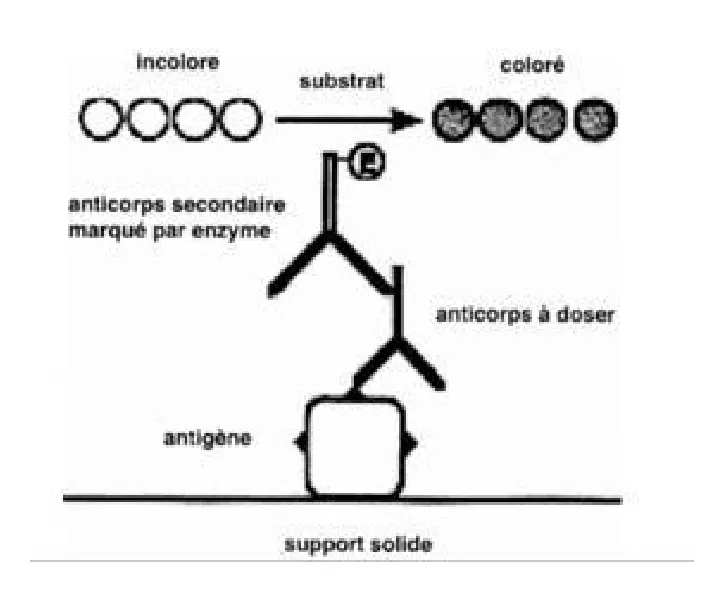 incolore
substrat
coloré
E
anticorps secondaire
marqué par enzyme
anticorps à doser
antigène
support solide